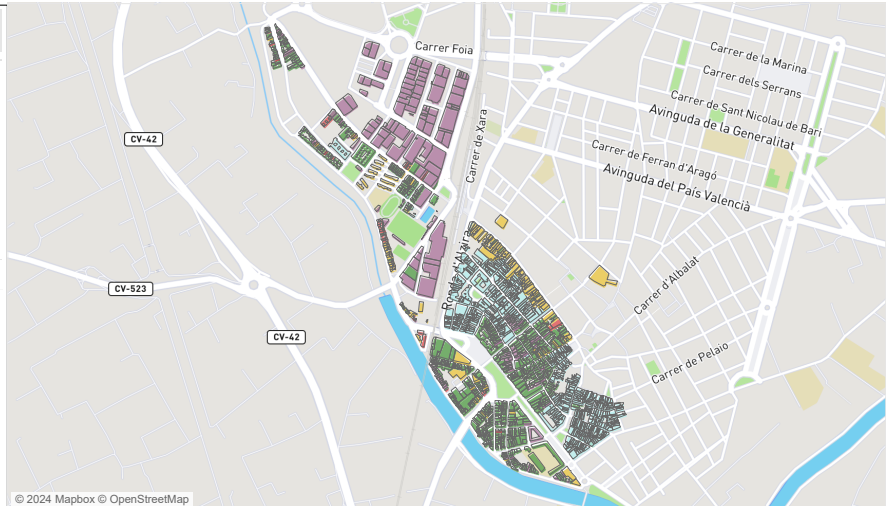 Carrer Foia
Carrer de la Marina
Carrer dels Serrans
Carrer de Sant Nicolau de Bari
Avinguda de la Generalitat
CV-42
Carrer de Xara
Carrer de Ferran d'Aragó
Avinguda del País Valencià
Ronda d'Alzira
Carrer d'Albalat
CV-523
CV-42
Carrer de Pelaio
© 2024 Mapbox © OpenStreetMap